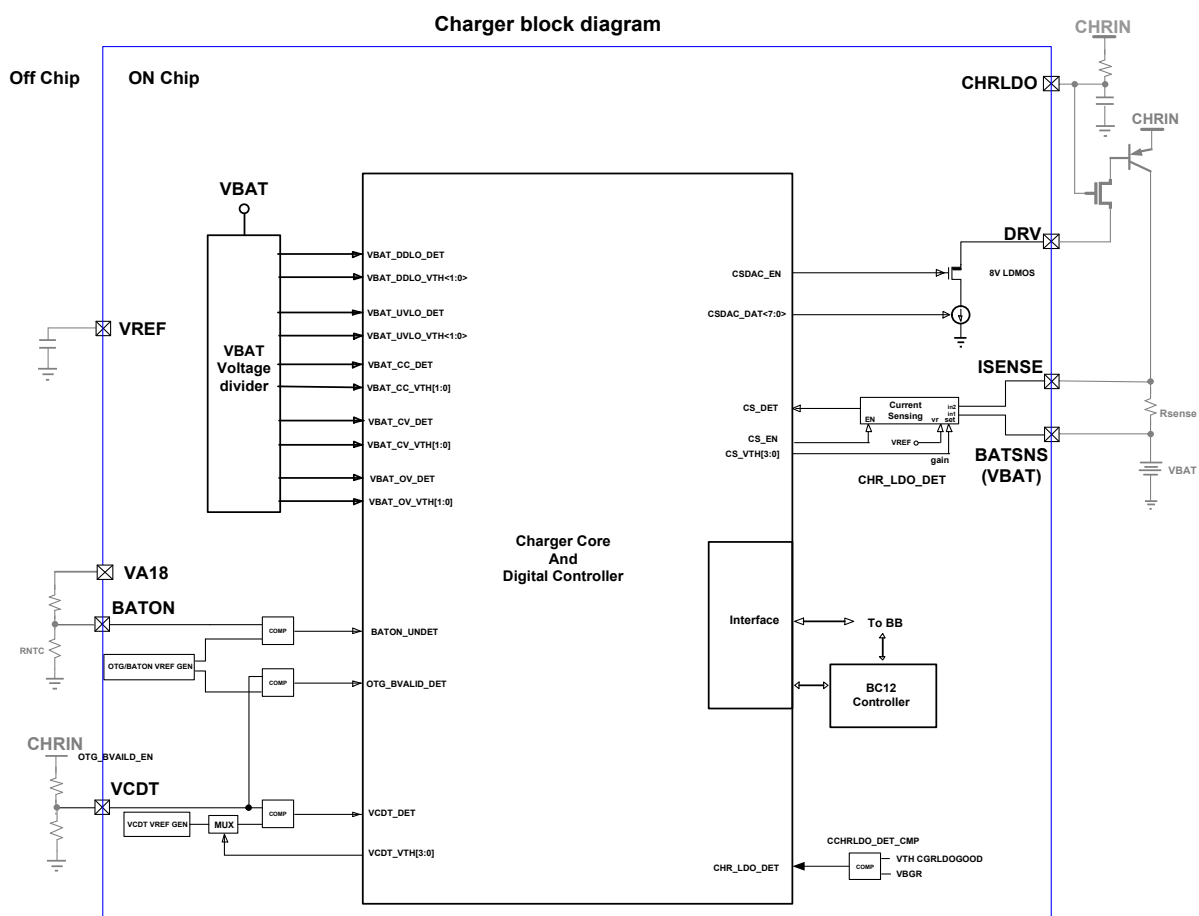 Charger block diagram
Off Chip
ON Chip
CHRIN
CHRLDO
CHRIN
VBAT
DRV
VBAT_DDLO_DET
VBAT_DDLO_VTH<1:0>
CSDAC_EN
8V LDMOS
VBAT_UVLO_DET
CSDAC_DAT<7:0>
VREF
VBAT_UVLO_VTH<1:0>
VBAT
Voltage
divider
VBAT_CC_DET
VBAT_CC_VTH[1:0]
ISENSE
VBAT_CV_DET
VBAT_CV_VTH[1:0]
CS_DET
Current
Sensing
in2
in1
EN
vr
set
Rsense
CS_EN
VREF
CS_VTH[3:0]
gain
BATSNS
(VBAT)
VBAT
VBAT_OV_DET
VBAT_OV_VTH[1:0]
CHR_LDO_DET
Charger Core
And
Digital Controller
VA18
BATON
COMP
BATON_UNDET
Interface
To BB
RNTC
OTG/BATON VREF GEN
COMP
OTG_BVALID_DET
BC12
Controller
CHRIN
OTG_BVAILD_EN
VCDT
COMP
VCDT_DET
VCDT VREF GEN
MUX
VCDT_VTH[3:0]
CCHRLDO_DET_CMP
CHR_LDO_DET
COMP
VTH CGRLDOGOOD
VBGR